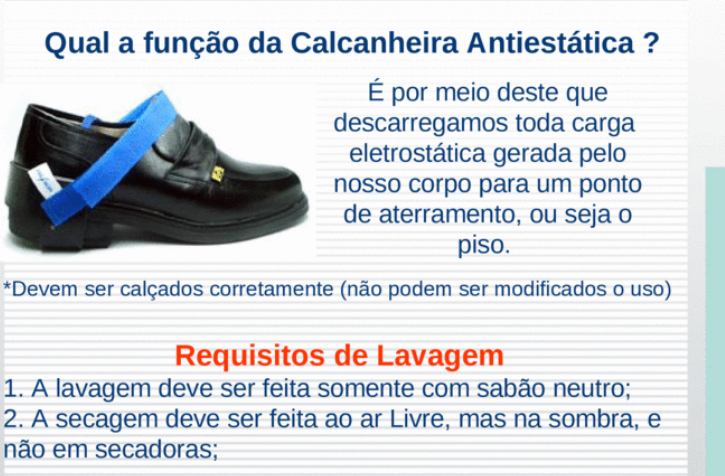 Qual a função da Calcanheira Antiestática ?
É por meio deste que
descarregamos toda carga
eletrostática gerada pelo
nosso corpo para um ponto
de aterramento, ou seja o
piso.
*Devem ser calçados corretamente (não podem ser modificados o uso)
Requisitos de Lavagem
1. A lavagem deve ser feita somente com sabão neutro;
2. A secagem deve ser feita ao ar Livre, mas na sombra, e
não em secadoras;